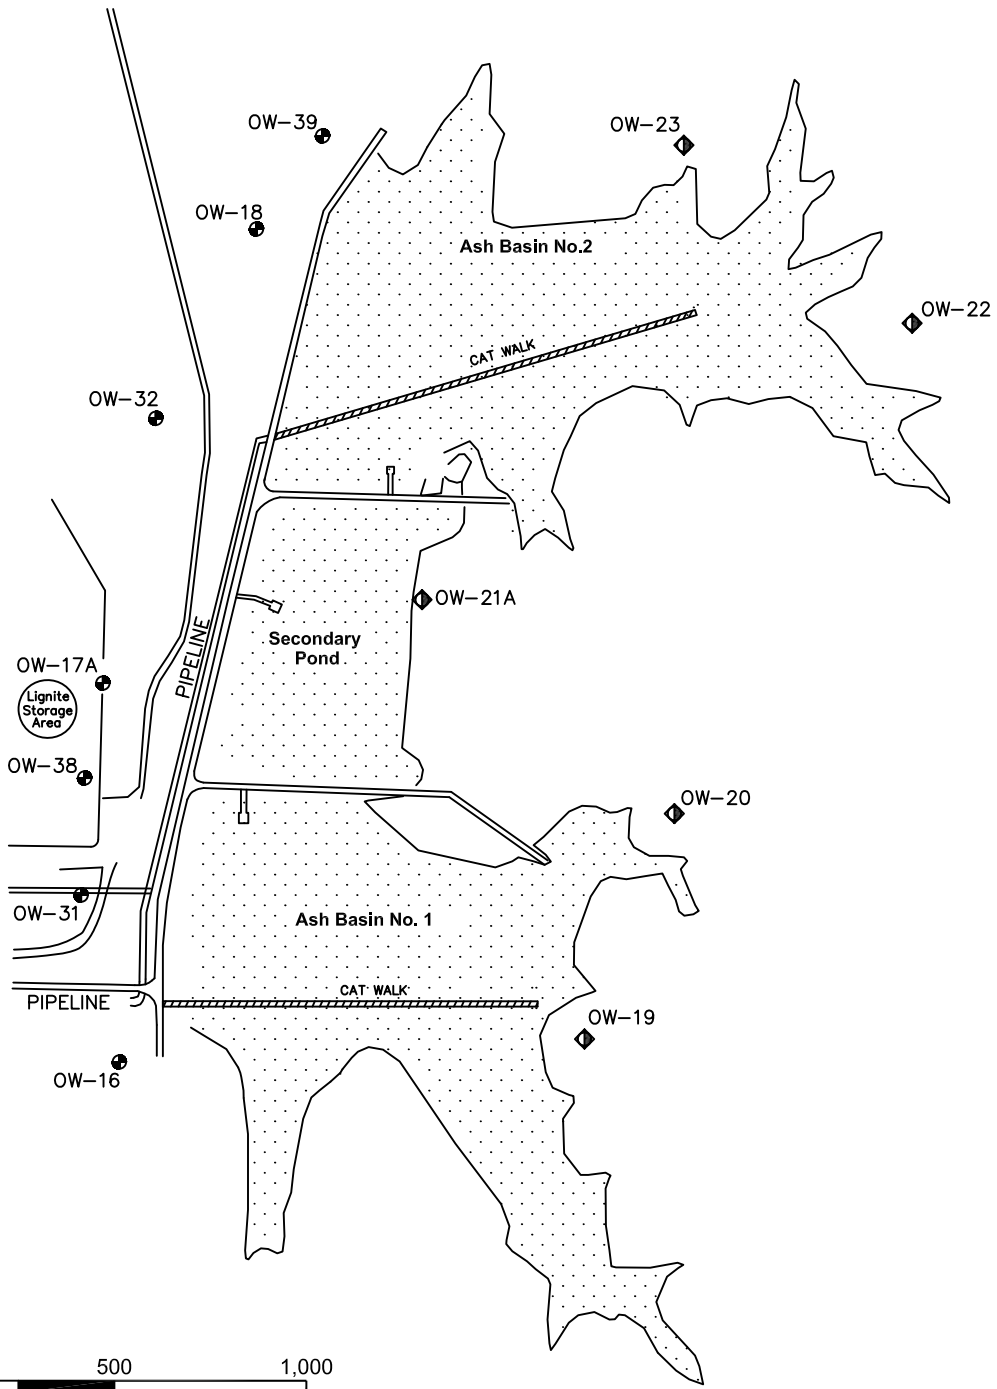 OW-39
OW-23
OW-18
Ash Basin No.2
OW-22
CAT WALK
OW-32
OW-21A
PIPELINE
Secondary
Pond
OW-17A
Lignite
Storage
Area
OW-38
OW-20
OW-31
Ash Basin No. 1
CAT WALK
PIPELINE
OW-19
OW-16
500
1,000